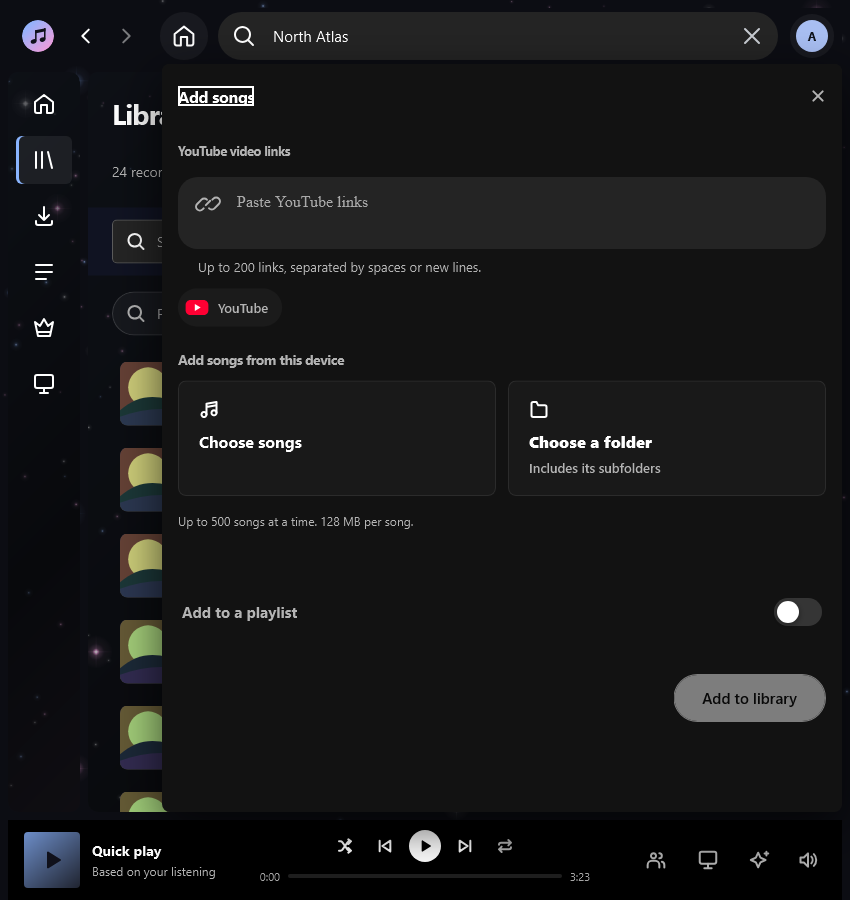 North Atlas
A
Add songs
Libra
24 recor
YouTube video links
Paste YouTube links
Up to 200 links, separated by spaces or new lines.
YouTube
Add songs from this device
Choose songs
Choose a folder
Includes its subfolders
Up to 500 songs at a time. 128 MB per song.
Add to a playlist
Add to library
Quick play
Based on your listening
0:00
3:23